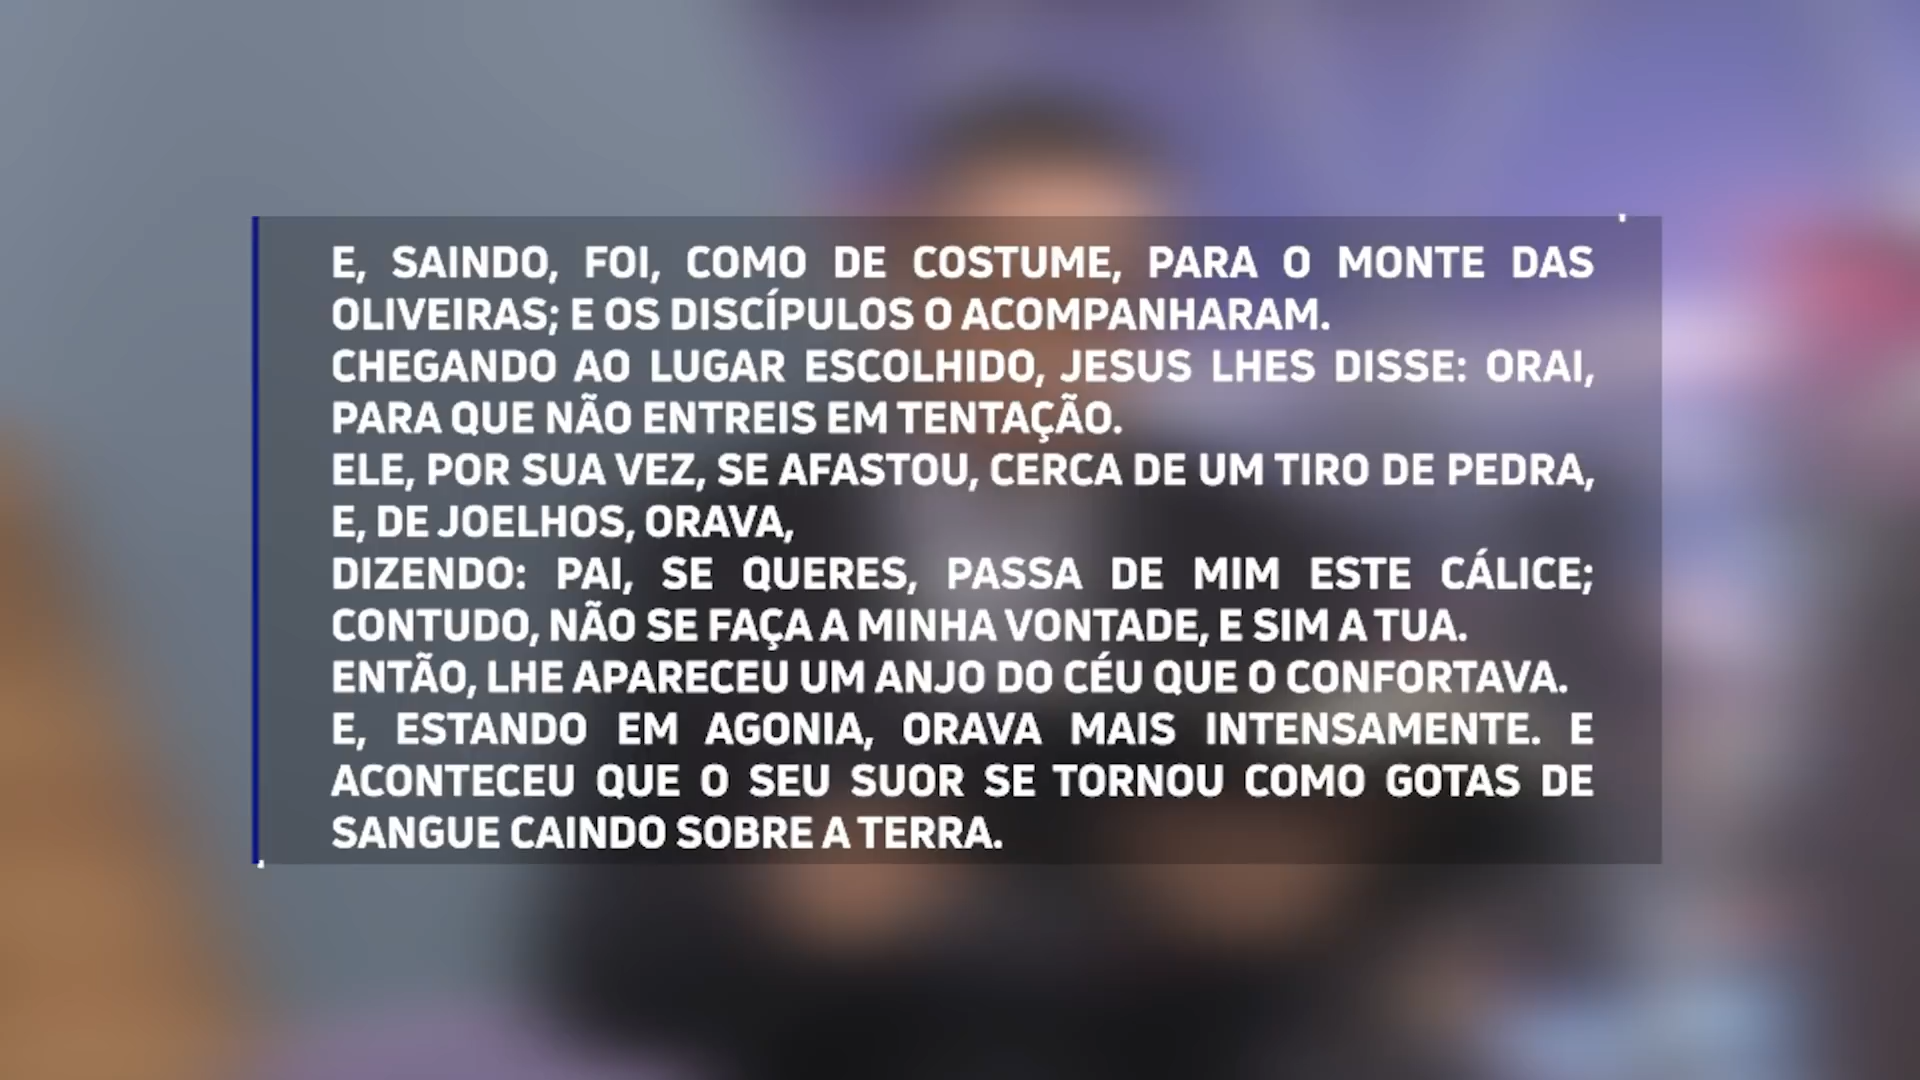 E, SAINDO, FOI, COMO DE COSTUME, PARA O MONTE DAS
OLIVEIRAS; E OS DISCÍPULOS O ACOMPANHARAM.
CHEGANDO AO LUGAR ESCOLHIDO, JESUS LHES DISSE: ORAI,
PARA QUE NÃO ENTREIS EM TENTAÇÃO.
ELE, POR SUA VEZ, SE AFASTOU, CERCA DE UM TIRO DE PEDRA,
E, DE JOELHOS, ORAVA,
DIZENDO: PAI, SE QUERES, PASSA DE MIM ESTE CÁLICE;
CONTUDO, NÃO SE FAÇA A MINHA VONTADE, E SIM A TUA.
ENTÃO, LHE APARECEU UM ANJO DO CÉU QUE O CONFORTAVA.
E, ESTANDO EM AGONIA, ORAVA MAIS INTENSAMENTE. E
ACONTECEU QUE O SEU SUOR SE TORNOU COMO GOTAS DE
SANGUE CAINDO SOBRE A TERRA.